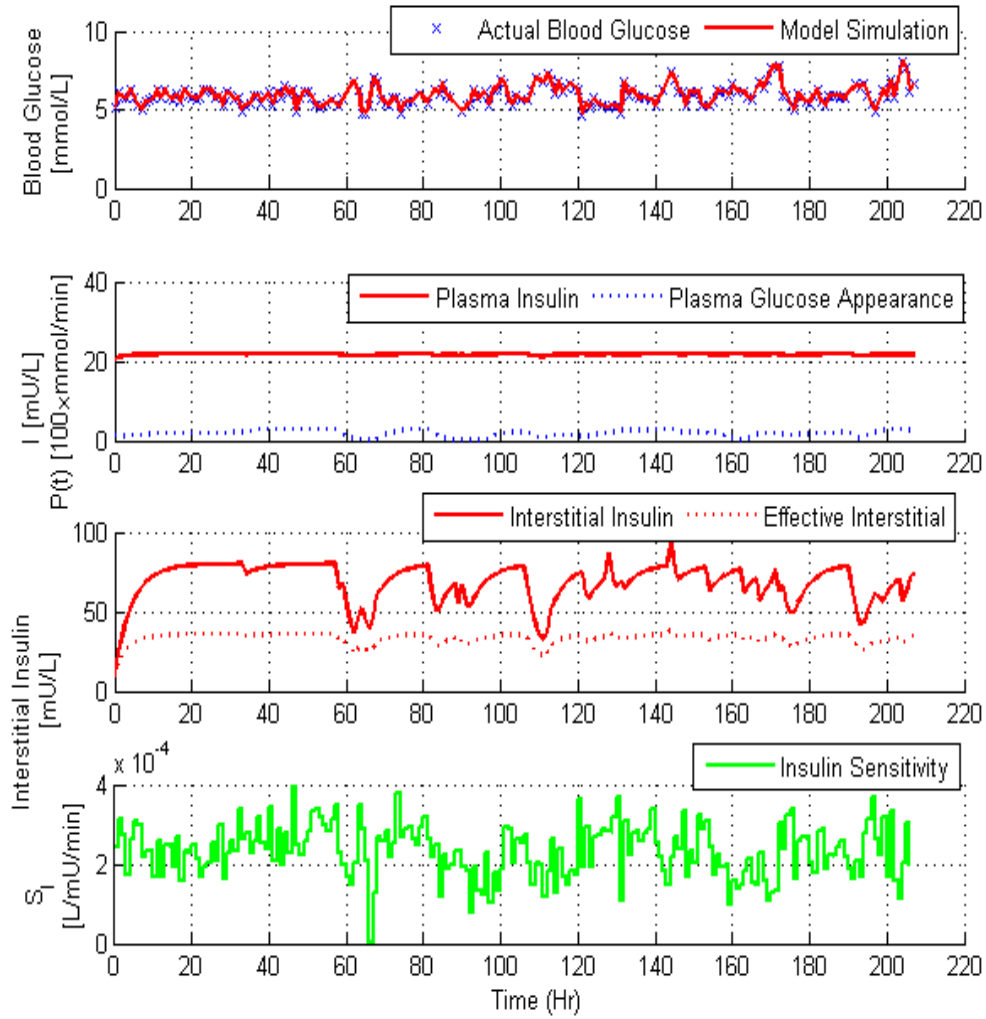 Actual Blood Glucose
Model Simulation
Blood Glucose
[mmol/L]
10
5
0
0 20 40 60 80 100 120 140 160 180 200 220
Plasma Insulin
Plasma Glucose Appearance
I [mU/L]
P(t) [100×mmol/min]
40
20
0
0 20 40 60 80 100 120 140 160 180 200 220
Interstitial Insulin
Effective Interstitial
Interstitial Insulin
[mU/L]
100
50
0
0 20 40 60 80 100 120 140 160 180 200 220
Insulin Sensitivity
x 10⁻⁴
S_I
[L/mU/min]
4
2
0
0 20 40 60 80 100 120 140 160 180 200 220
Time (Hr)